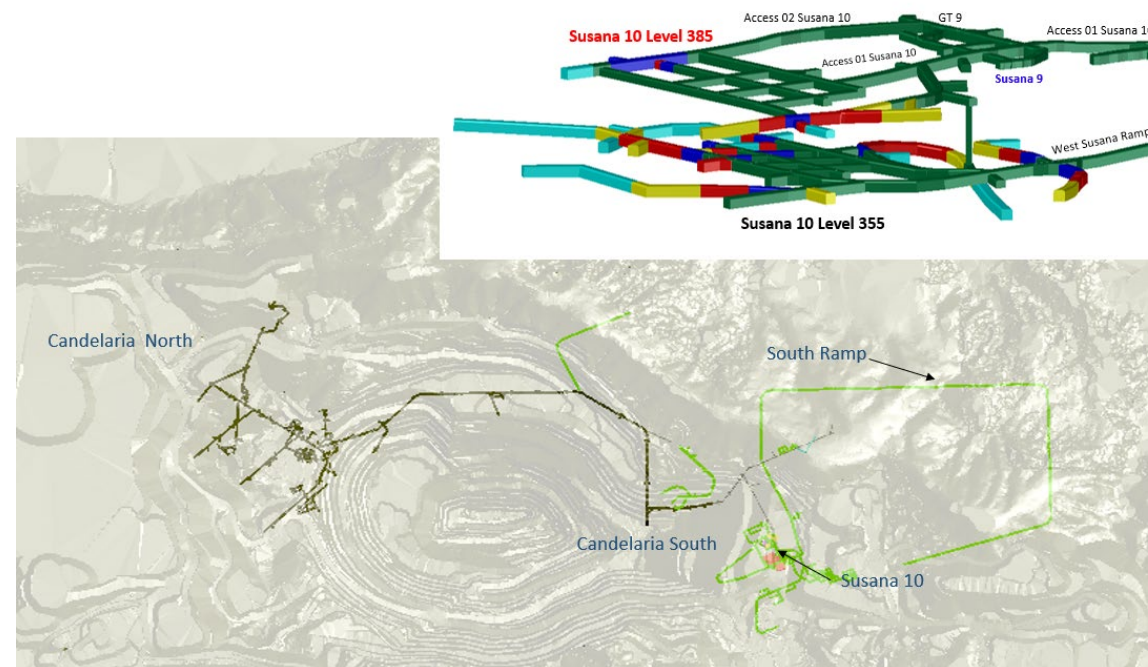 Access 02 Susana 10
GT 9
Access 01 Susana 10
Susana 10 Level 385
Access 01 Susana 10
Susana 9
West Susana Ramp
Susana 10 Level 355
Candelaria North
South Ramp
Candelaria South
Susana 10